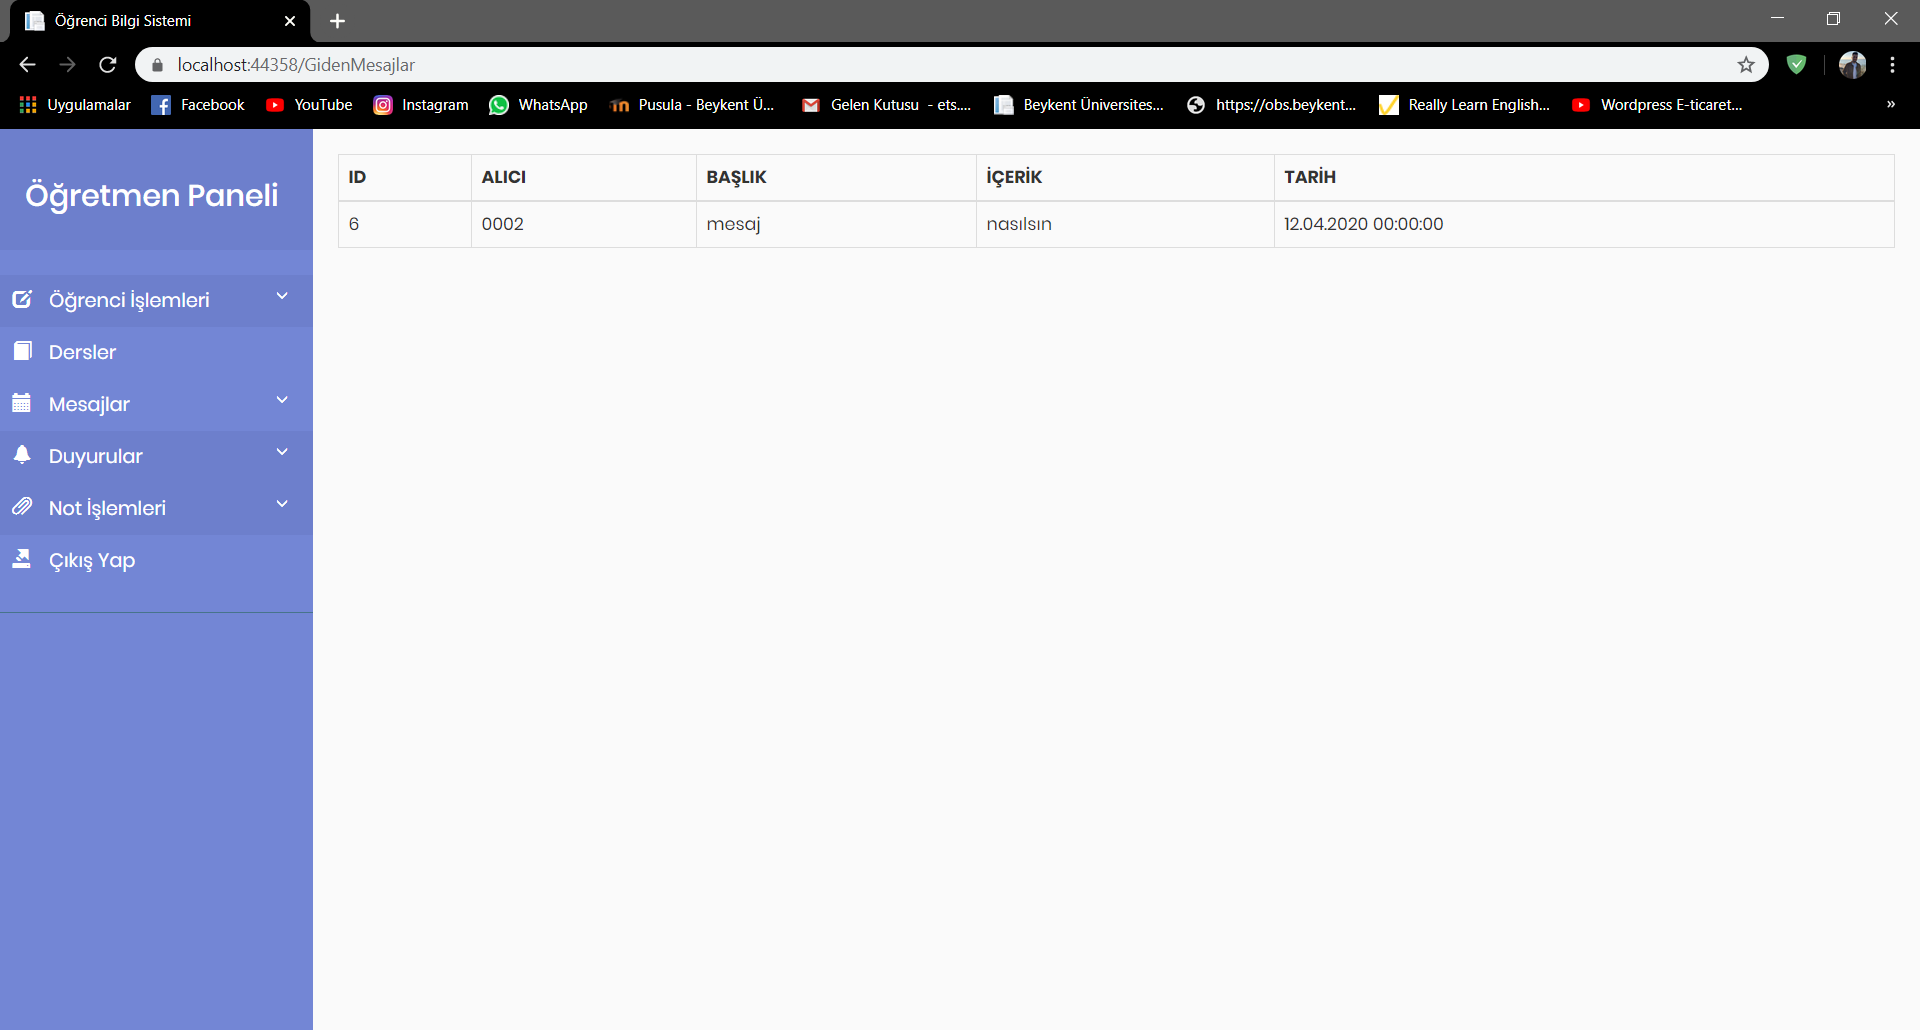 Öğrenci Bilgi Sistemi
localhost:44358/GidenMesajlar
Uygulamalar Facebook YouTube Instagram WhatsApp Pusula - Beykent Ü... Gelen Kutusu - ets.... Beykent Üniversites... https://obs.beykent... Really Learn English... Wordpress E-ticaret... »
Öğretmen Paneli
Öğrenci İşlemleri
Dersler
Mesajlar
Duyurular
Not İşlemleri
Çıkış Yap
ID ALICI BAŞLIK İÇERİK TARİH
6 0002 mesaj nasılsın 12.04.2020 00:00:00